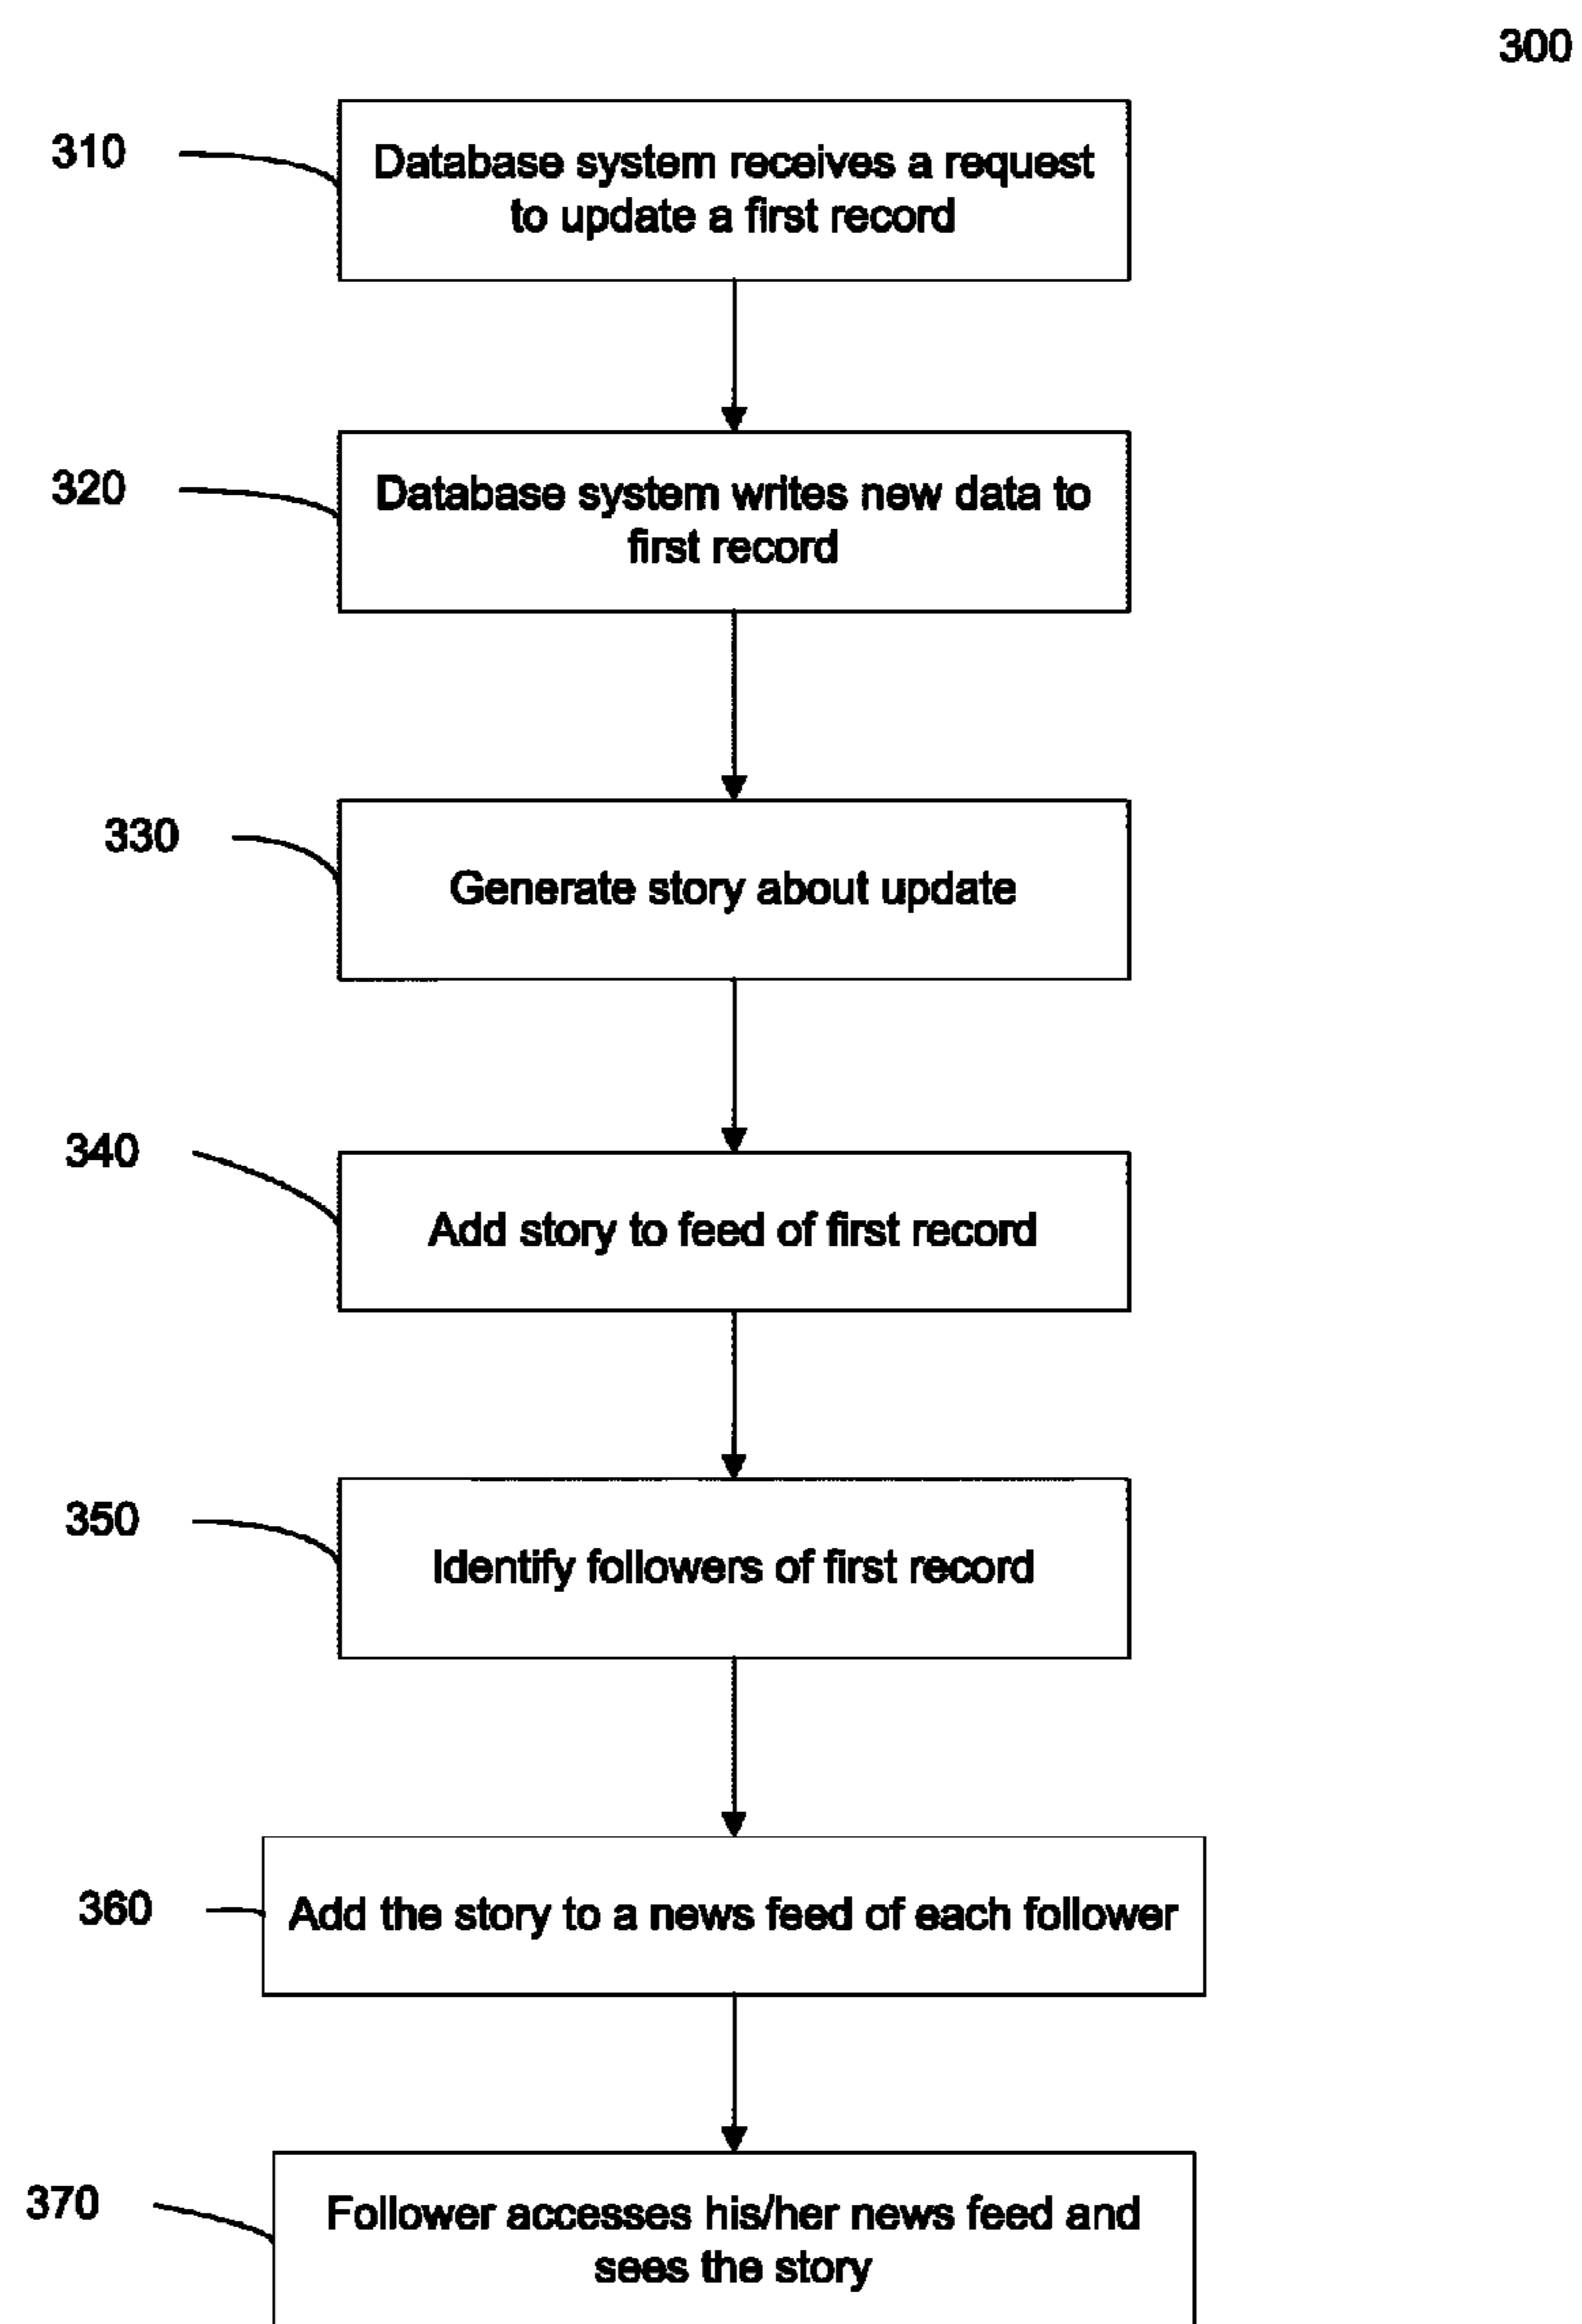 300
310
Database system receives a request
to update a first record
320
Database system writes new data to
first record
330
Generate story about update
340
Add story to feed of first record
350
Identify followers of first record
360
Add the story to a news feed of each follower
370
Follower accesses his/her news feed and
sees the story